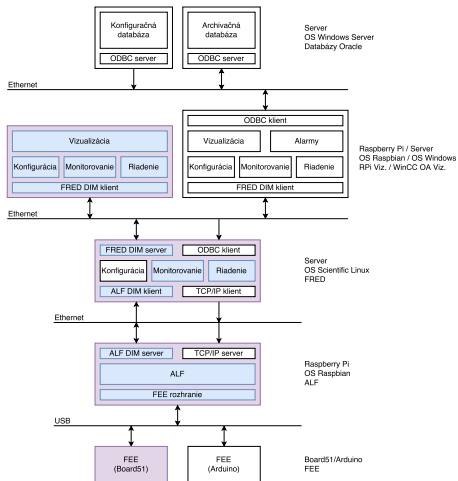 Konfiguračná
databáza
ODBC server
Archivačná
databáza
ODBC server
Server
OS Windows Server
Databázy Oracle
Ethernet
ODBC klient
Vizualizácia
Alarmy
Konfigurácia
Monitorovanie
Riadenie
FRED DIM klient
Vizualizácia
Konfigurácia
Monitorovanie
Riadenie
FRED DIM klient
Raspberry Pi / Server
OS Raspbian / OS Windows
RPi Viz. / WinCC OA Viz.
Ethernet
FRED DIM server
ODBC klient
Konfigurácia
Monitorovanie
Riadenie
ALF DIM klient
TCP/IP klient
Server
OS Scientific Linux
FRED
Ethernet
ALF DIM server
TCP/IP server
ALF
FEE rozhranie
Raspberry Pi
OS Raspbian
ALF
USB
FEE
(Board51)
FEE
(Arduino)
Board51/Arduino
FEE